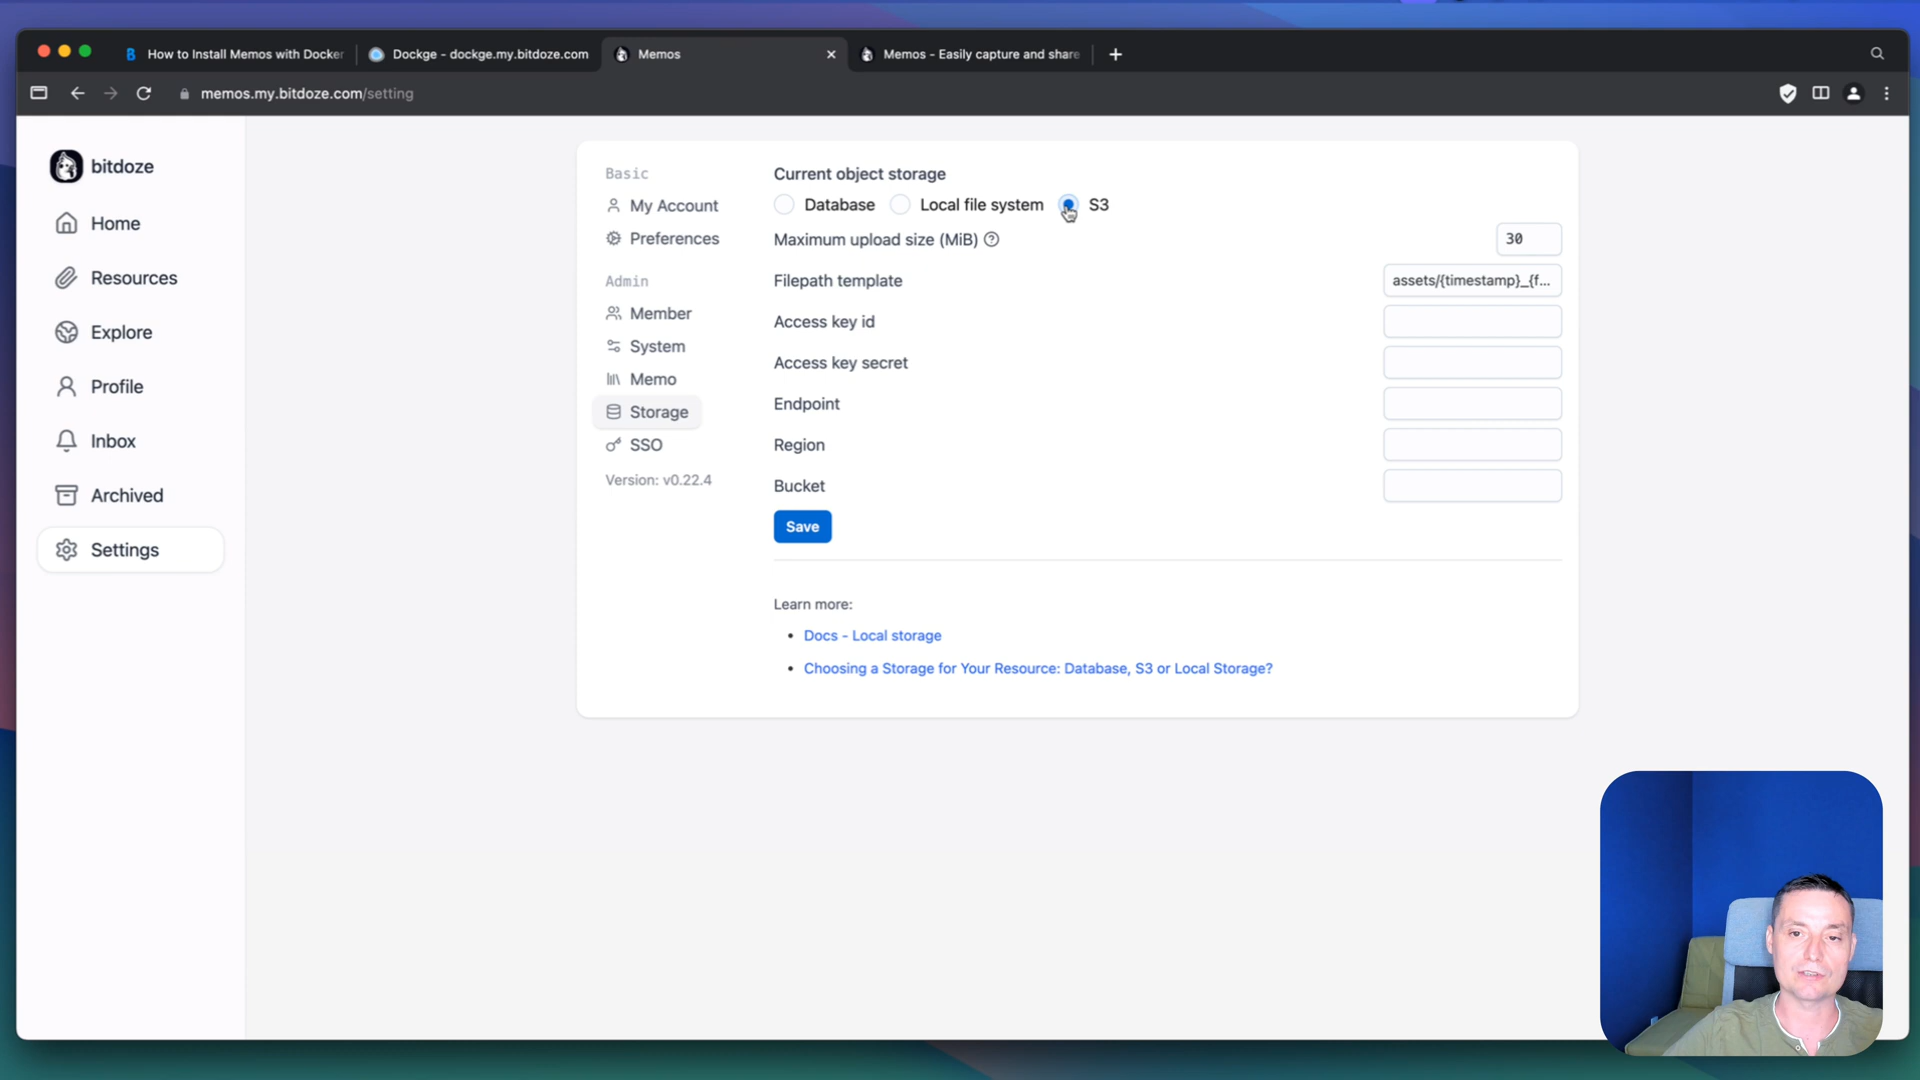 How to Install Memos with Docker
Dockge - dockge.my.bitdoze.com
Memos
Memos - Easily capture and share
memos.my.bitdoze.com/setting
bitdoze
Home
Resources
Explore
Profile
Inbox
Archived
Settings
Basic
My Account
Preferences
Admin
Member
System
Memo
Storage
SSO
Version: v0.22.4
Current object storage
Database
Local file system
S3
Maximum upload size (MiB)
30
Filepath template
assets/{timestamp}_{f...
Access key id
Access key secret
Endpoint
Region
Bucket
Save
Learn more:
• Docs - Local storage
• Choosing a Storage for Your Resource: Database, S3 or Local Storage?